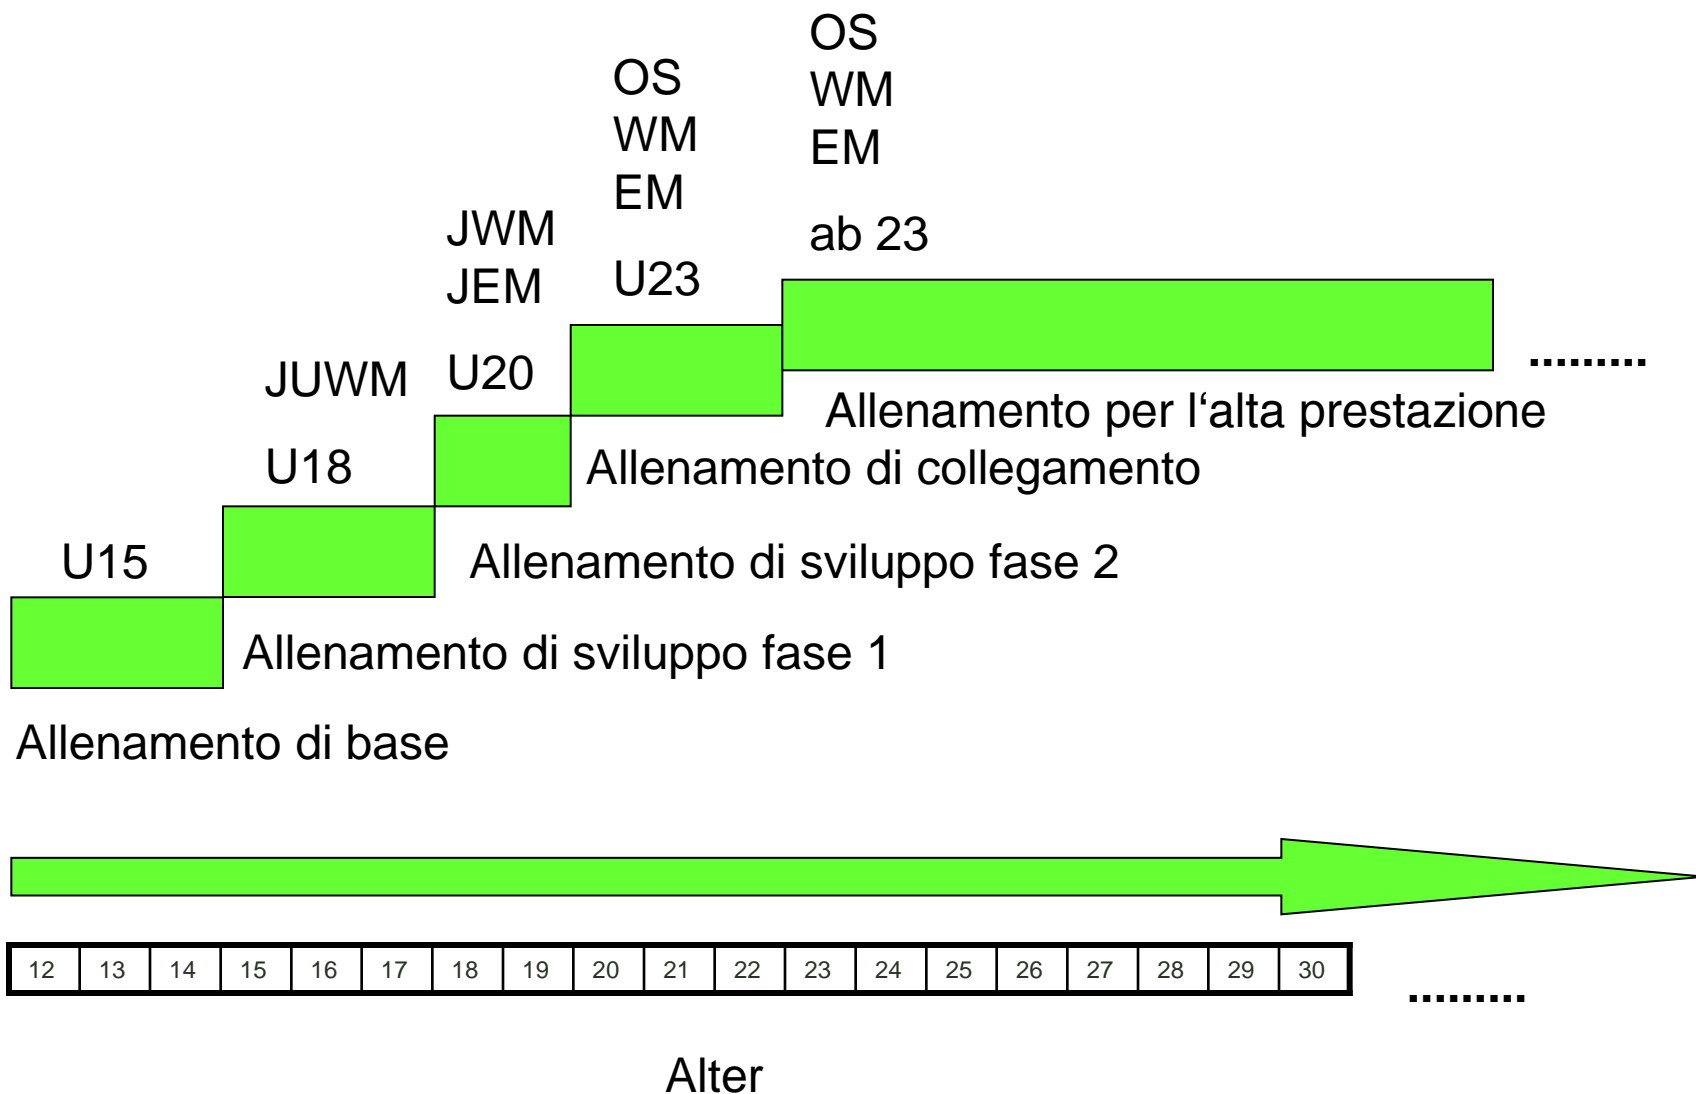 OS
WM
EM
ab 23
OS
WM
EM
U23
JWM
JEM
U20
JUWM
U18
U15
Allenamento per l‘alta prestazione
.........
Allenamento di collegamento
Allenamento di sviluppo fase 2
Allenamento di sviluppo fase 1
Allenamento di base
12 13 14 15 16 17 18 19 20 21 22 23 24 25 26 27 28 29 30
.........
Alter